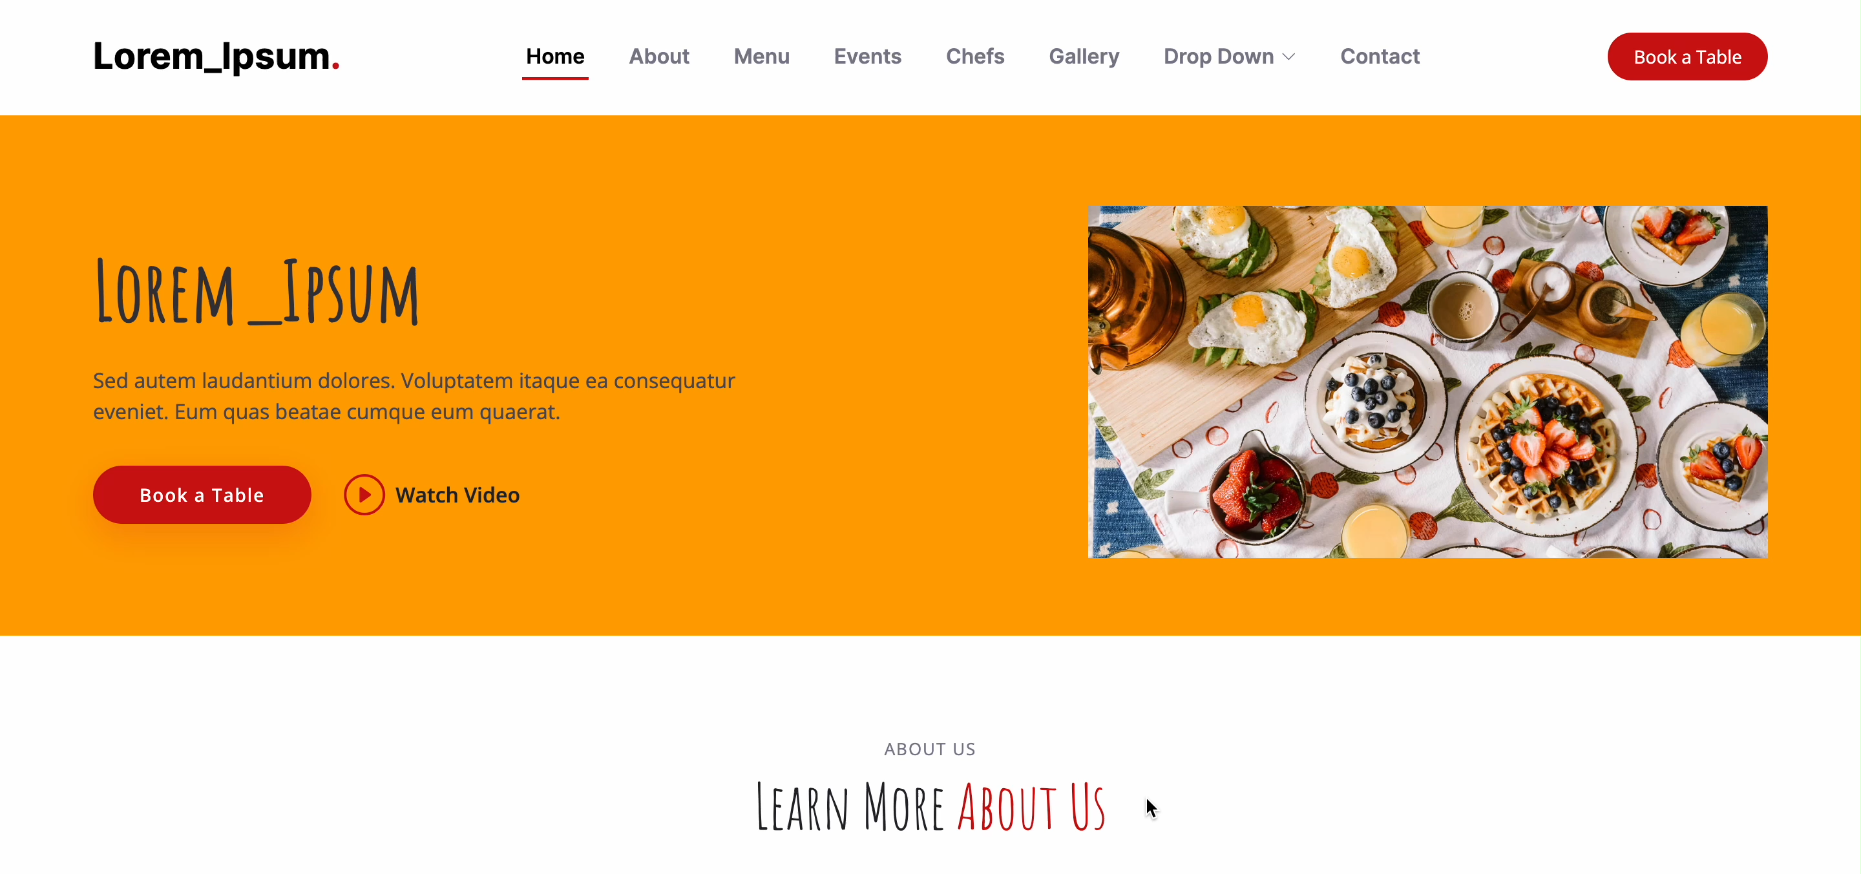 Lorem_Ipsum.
Home About Menu Events Chefs Gallery Drop Down Contact
Book a Table
Lorem_Ipsum
Sed autem laudantium dolores. Voluptatem itaque ea consequatur
eveniet. Eum quas beatae cumque eum quaerat.
Book a Table
Watch Video
ABOUT US
Learn More About Us